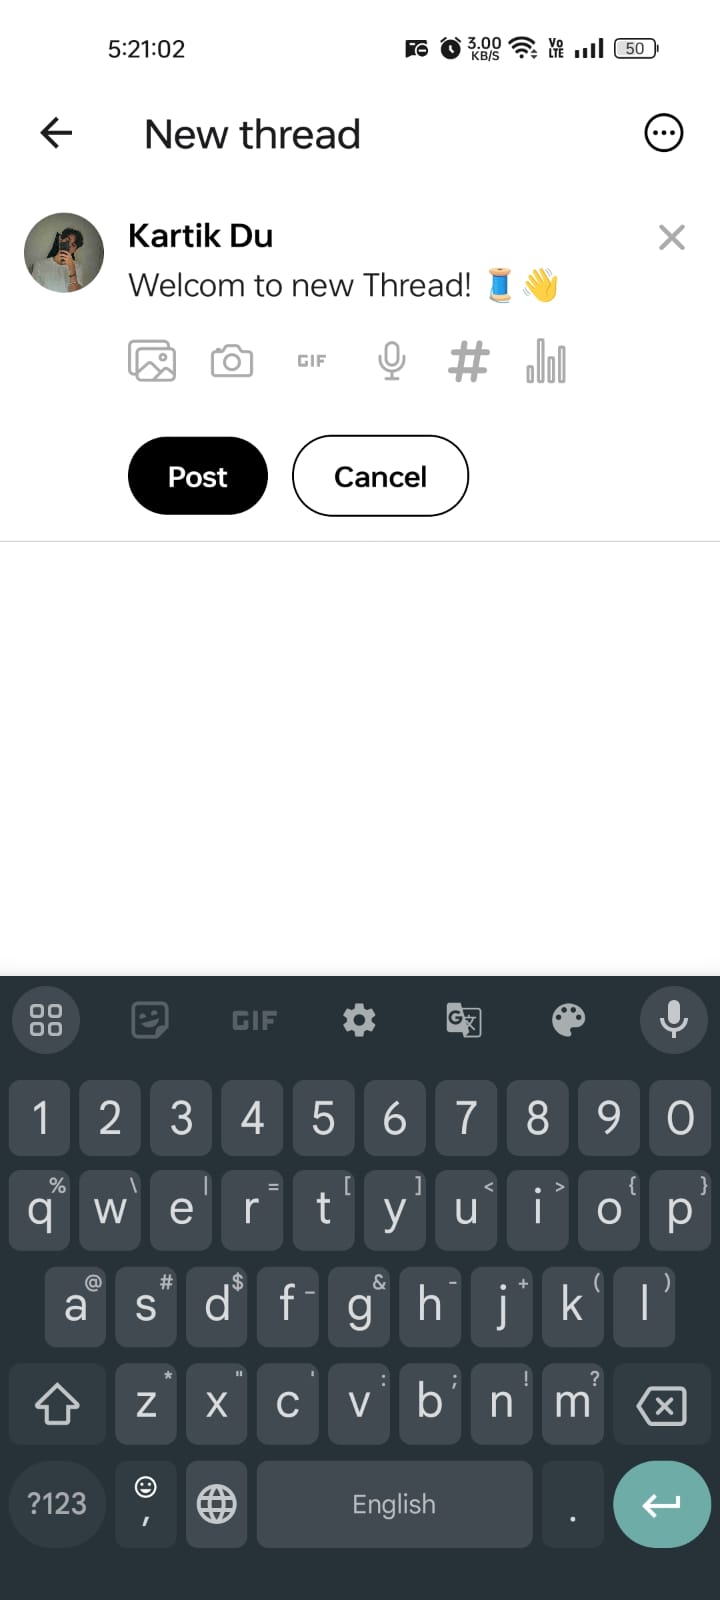 5:21:02 3.00 KB/S Vo LTE 50
New thread
Kartik Du
Welcom to new Thread! 🧵👋
GIF #
Post Cancel
GIF
1 2 3 4 5 6 7 8 9 0
q% w\ e| r= t[ y] u< i> o{ p}
a@ s# d$ f_ g& h- j+ k( l)
z* x" c' v: b; n! m?
?123 , English .